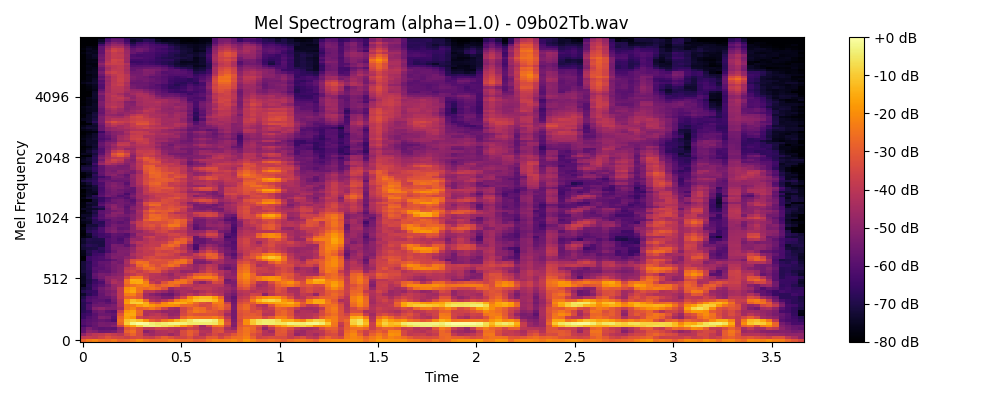 Mel Spectrogram (alpha=1.0) - 09b02Tb.wav
Mel Frequency
4096
2048
1024
512
0
0
0.5
1
1.5
2
2.5
3
3.5
Time
+0 dB
-10 dB
-20 dB
-30 dB
-40 dB
-50 dB
-60 dB
-70 dB
-80 dB